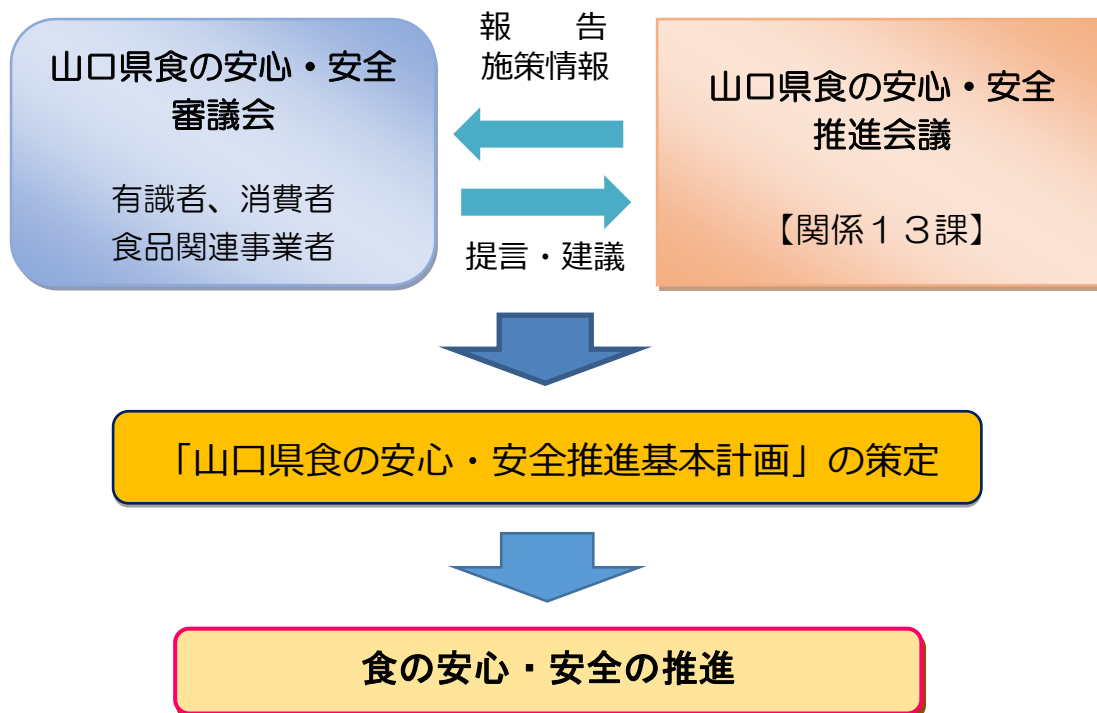 山口県食の安心・安全
審議会
有識者、消費者
食品関連事業者
報　　告
施策情報
提言・建議
山口県食の安心・安全
推進会議
【関係１３課】
「山口県食の安心・安全推進基本計画」の策定
食の安心・安全の推進